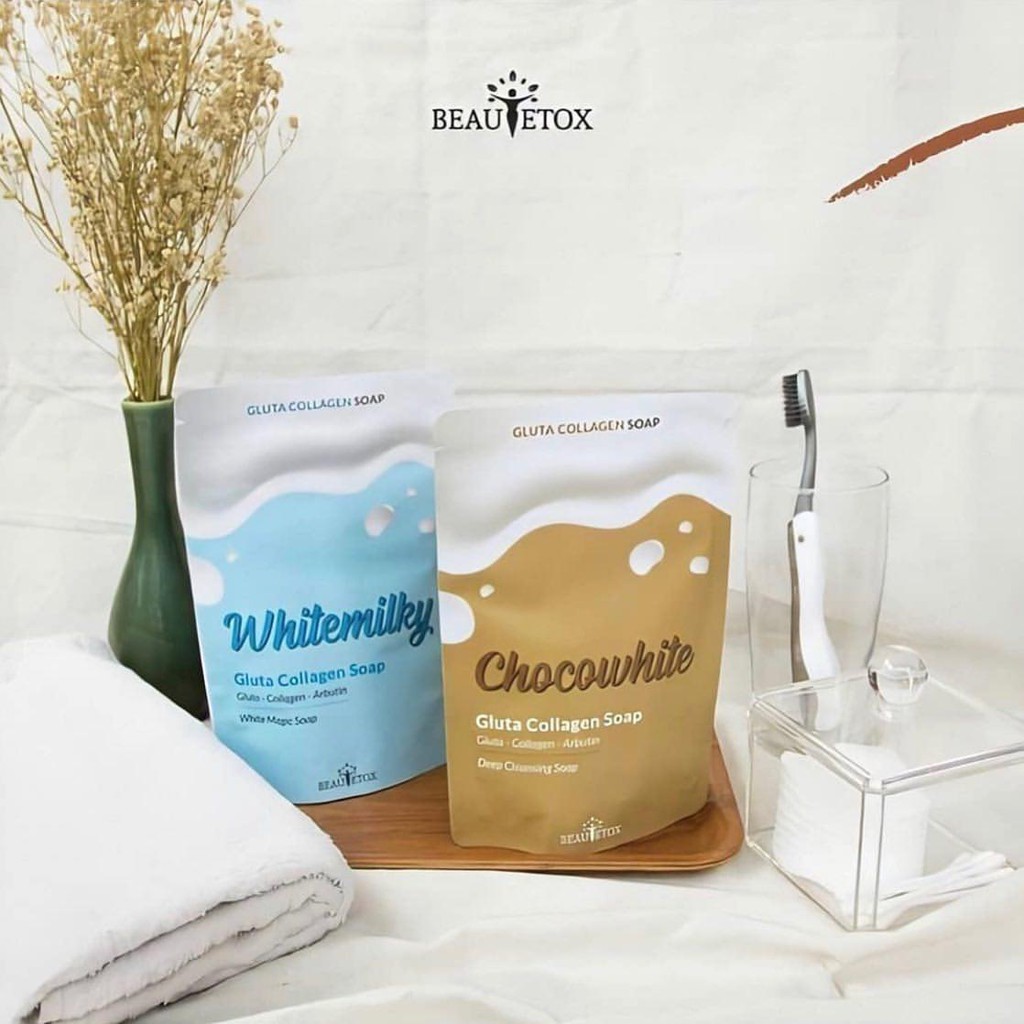 BEAUTETOX
GLUTA COLLAGEN SOAP
Whitemilky
Gluta Collagen Soap
Gluta - Collagen - Arbutin
White Magic Soap
BEAUTETOX
GLUTA COLLAGEN SOAP
Chocowhite
Gluta Collagen Soap
Gluta - Collagen - Arbutin
Deep Cleansing Soap
BEAUTETOX